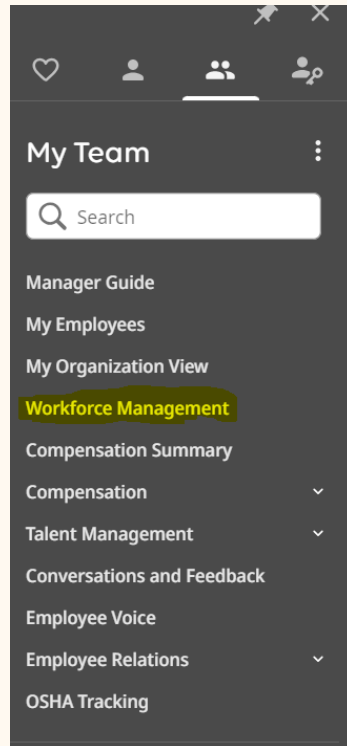 My Team
Search
Manager Guide
My Employees
My Organization View
Workforce Management
Compensation Summary
Compensation
Talent Management
Conversations and Feedback
Employee Voice
Employee Relations
OSHA Tracking